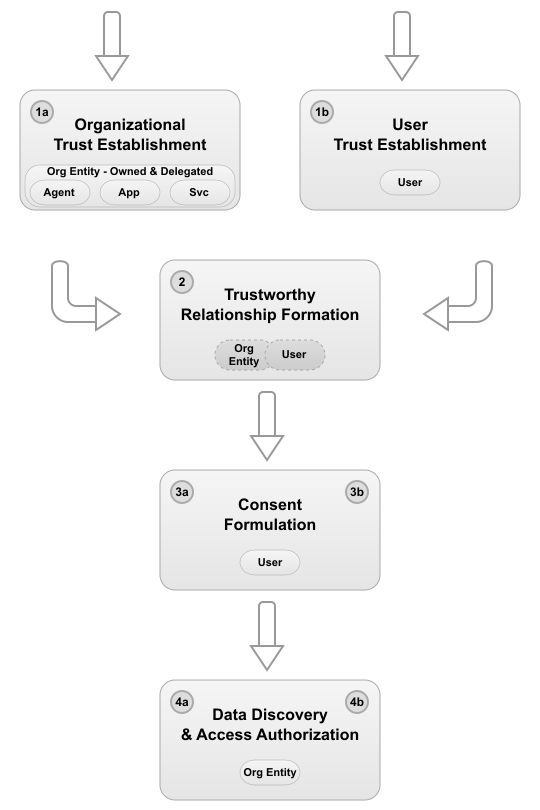 1a
Organizational
Trust Establishment
Org Entity - Owned & Delegated
Agent
App
Svc
1b
User
Trust Establishment
User
2
Trustworthy
Relationship Formation
Org
Entity
User
3a
3b
Consent
Formulation
User
4a
4b
Data Discovery
& Access Authorization
Org Entity